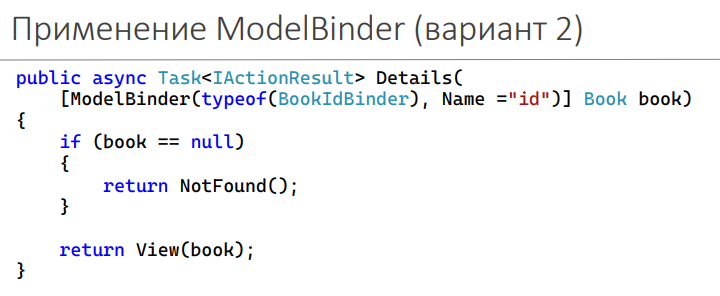 Применение ModelBinder (вариант 2)
public async Task<IActionResult> Details(
    [ModelBinder(typeof(BookIdBinder), Name ="id")] Book book)
{
    if (book == null)
    {
        return NotFound();
    }

    return View(book);
}